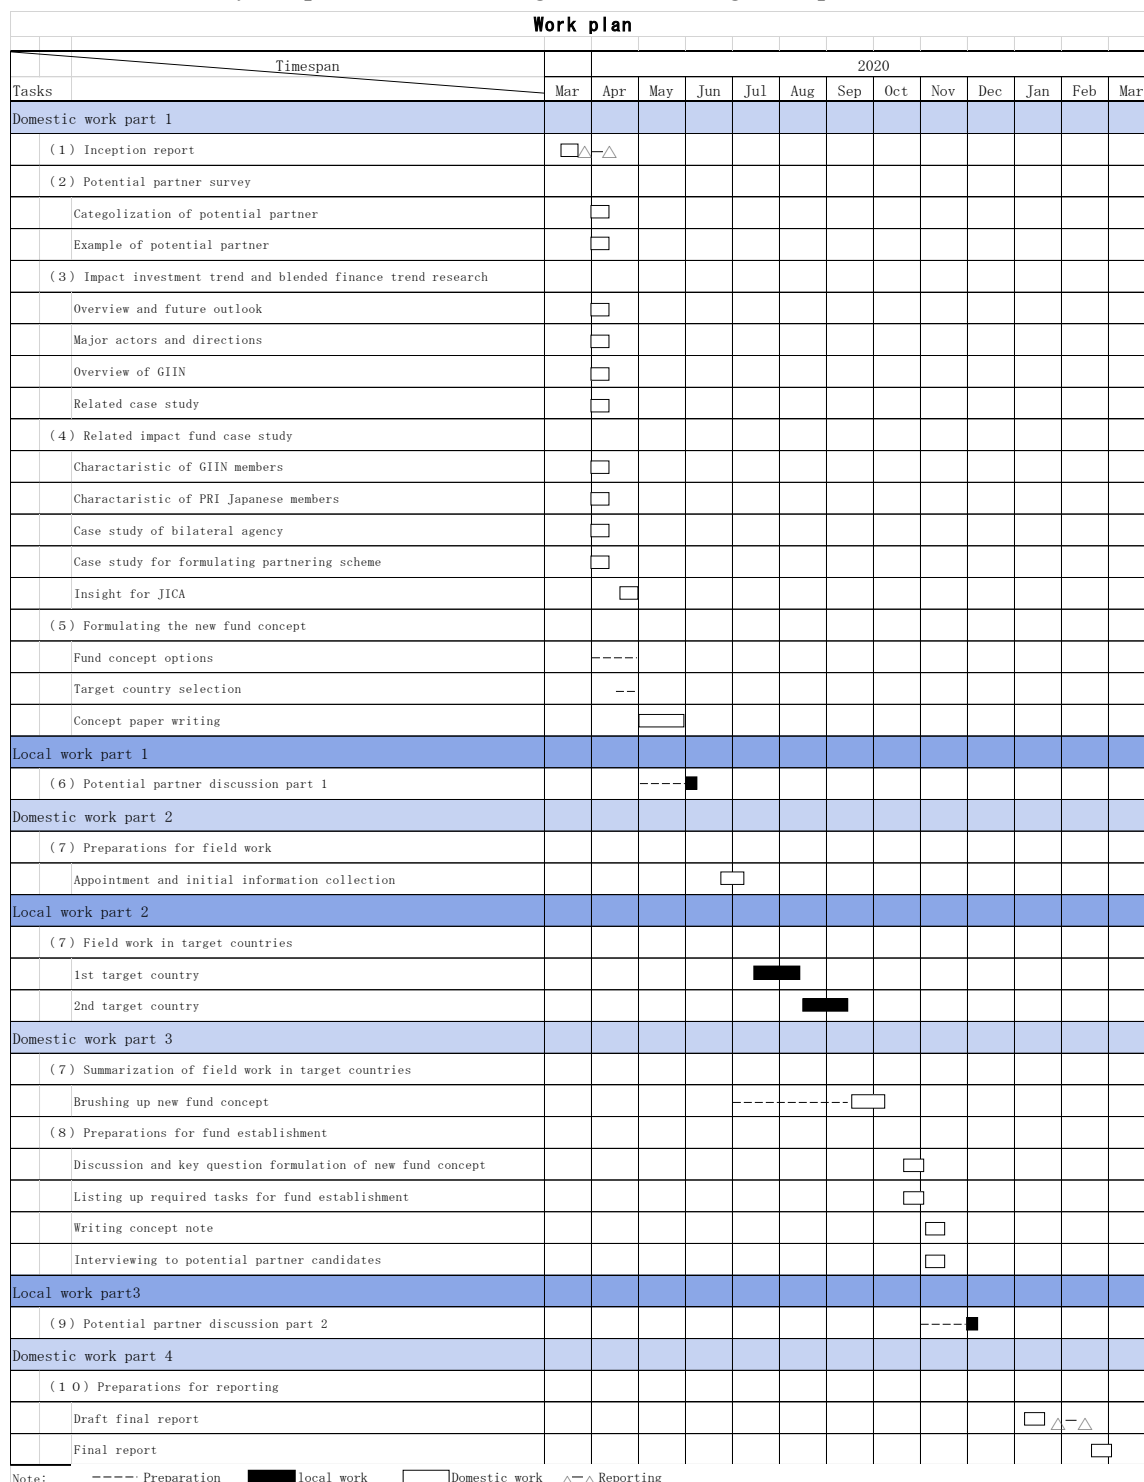 Work plan
Timespan
2020
Tasks
Mar Apr May Jun Jul Aug Sep Oct Nov Dec Jan Feb Mar
Domestic work part 1
(1) Inception report
(2) Potential partner survey
Categolization of potential partner
Example of potential partner
(3) Impact investment trend and blended finance trend research
Overview and future outlook
Major actors and directions
Overview of GIIN
Related case study
(4) Related impact fund case study
Charactaristic of GIIN members
Charactaristic of PRI Japanese members
Case study of bilateral agency
Case study for formulating partnering scheme
Insight for JICA
(5) Formulating the new fund concept
Fund concept options
Target country selection
Concept paper writing
Local work part 1
(6) Potential partner discussion part 1
Domestic work part 2
(7) Preparations for field work
Appointment and initial information collection
Local work part 2
(7) Field work in target countries
1st target country
2nd target country
Domestic work part 3
(7) Summarization of field work in target countries
Brushing up new fund concept
(8) Preparations for fund establishment
Discussion and key question formulation of new fund concept
Listing up required tasks for fund establishment
Writing concept note
Interviewing to potential partner candidates
Local work part3
(9) Potential partner discussion part 2
Domestic work part 4
(10) Preparations for reporting
Draft final report
Final report
Note: Preparation local work Domestic work Reporting